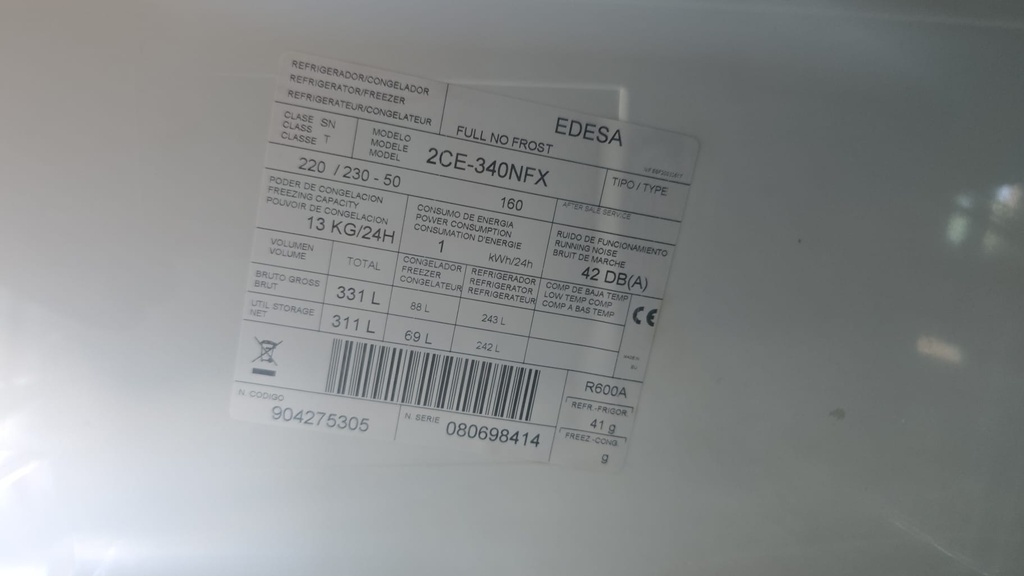 REFRIGERADOR/CONGELADOR
REFRIGERATOR/FREEZER
REFRIGERATEUR/CONGELATEUR
FULL NO FROST
EDESA
CLASE SN
CLASS
CLASSE T
MODELO
MODELE
MODEL
2CE-340NFX
TIPO / TYPE
220 / 230 - 50
160
AFTER SALE SERVICE
PODER DE CONGELACION
FREEZING CAPACITY
POUVOIR DE CONGELATION
13 KG/24H
CONSUMO DE ENERGIA
POWER CONSUMPTION
CONSUMATION D'ENERGIE
1 kWh/24h
RUIDO DE FUNCIONAMIENTO
RUNNING NOISE
BRUIT DE MARCHE
42 DB(A)
VOLUMEN
VOLUME
TOTAL
CONGELADOR
FREEZER
CONGELATEUR
REFRIGERADOR
REFRIGERATOR
REFRIGERATEUR
COMP DE BAJA TEMP
LOW TEMP COMP
COMP A BAS TEMP
CE
BRUTO GROSS
BRUT
331 L
88 L
243 L
UTIL STORAGE
NET
311 L
69 L
242 L
R600A
REFR.-FRIGOR
41 g
FREEZ.-CONG.
g
N. CODIGO
904275305
N. SERIE
080698414